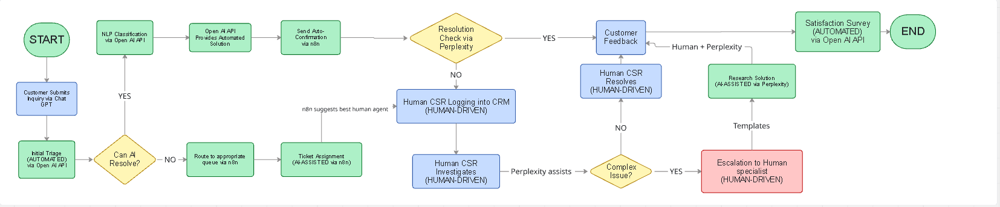 START
Customer Submits
Inquiry via Chat
GPT
Initial Triage
(AUTOMATED)
via Open AI API
Can AI
Resolve?
YES
NO
NLP Classification
via Open AI API
Open AI API
Provides Automated
Solution
Send Auto-
Confirmation
via n8n
Route to appropriate
queue via n8n
Ticket Assignment
(AI-ASSISTED via n8n)
n8n suggests best human agent
Resolution
Check via
Perplexity
YES
NO
Human CSR Logging into CRM
(HUMAN-DRIVEN)
Human CSR
Investigates
(HUMAN-DRIVEN)
Perplexity assists
Complex
Issue?
NO
YES
Human CSR
Resolves
(HUMAN-DRIVEN)
Escalation to Human
specialist
(HUMAN-DRIVEN)
Templates
Research Solution
(AI-ASSISTED via Perplexity)
Human + Perplexity
Customer
Feedback
Satisfaction Survey
(AUTOMATED)
via Open AI API
END